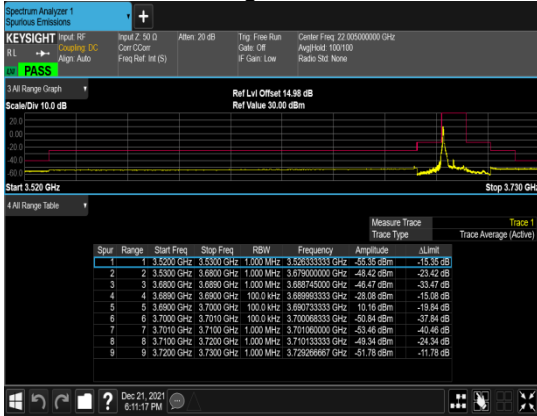 Spectrum Analyzer 1
Spurious Emissions
+
KEYSIGHT Input: RF Input Z: 50 Ω Atten: 20 dB Trig: Free Run Center Freq: 22.005000000 GHz
RL Coupling: DC Corr CCorr Gate: Off Avg|Hold: 100/100
Align: Auto Freq Ref: Int (S) IF Gain: Low Radio Std: None
PASS
3 All Range Graph
Ref Lvl Offset 14.98 dB
Scale/Div 10.0 dB Ref Value 30.00 dBm
20.0
0.00
-20.0
-40.0
-60.0
Start 3.520 GHz Stop 3.730 GHz
4 All Range Table
Measure Trace Trace 1
Trace Type Trace Average (Active)
Spur Range Start Freq Stop Freq RBW Frequency Amplitude ΔLimit
1 1 3.5200 GHz 3.5300 GHz 1.000 MHz 3.526333333 GHz -55.35 dBm -15.35 dB
2 2 3.5300 GHz 3.6800 GHz 1.000 MHz 3.679000000 GHz -48.42 dBm -23.42 dB
3 3 3.6800 GHz 3.6890 GHz 1.000 MHz 3.688745000 GHz -46.47 dBm -33.47 dB
4 4 3.6890 GHz 3.6900 GHz 100.0 kHz 3.689993333 GHz -28.08 dBm -15.08 dB
5 5 3.6900 GHz 3.7000 GHz 100.0 kHz 3.690733333 GHz 10.16 dBm -19.84 dB
6 6 3.7000 GHz 3.7010 GHz 100.0 kHz 3.700068333 GHz -50.84 dBm -37.84 dB
7 7 3.7010 GHz 3.7100 GHz 1.000 MHz 3.701060000 GHz -53.46 dBm -40.46 dB
8 8 3.7100 GHz 3.7200 GHz 1.000 MHz 3.710133333 GHz -49.34 dBm -24.34 dB
9 9 3.7200 GHz 3.7300 GHz 1.000 MHz 3.729266667 GHz -51.78 dBm -11.78 dB
? Dec 21, 2021
6:11:17 PM